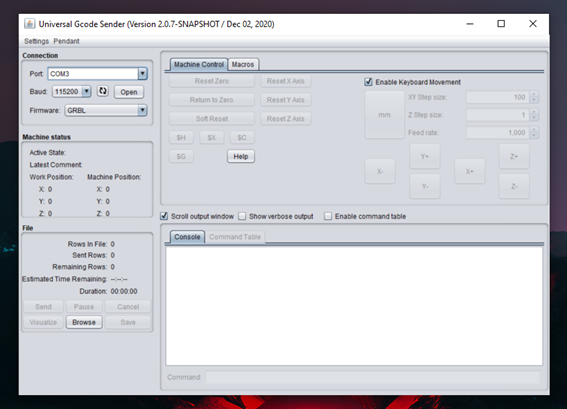 Universal Gcode Sender (Version 2.0.7-SNAPSHOT / Dec 02, 2020)
Settings Pendant
Connection
Port: COM3
Baud: 115200 Open
Firmware: GRBL
Machine status
Active State:
Latest Comment:
Work Position: Machine Position:
X: 0 X: 0
Y: 0 Y: 0
Z: 0 Z: 0
File
Rows In File: 0
Sent Rows: 0
Remaining Rows: 0
Estimated Time Remaining: --:--:--
Duration: 00:00:00
Send Pause Cancel
Visualize Browse Save
Machine Control Macros
Reset Zero Reset X Axis
Return to Zero Reset Y Axis
Soft Reset Reset Z Axis
$H $X $C
$G Help
Enable Keyboard Movement
mm
XY Step size: 100
Z Step size: 1
Feed rate: 1,000
X- Y+ Y- X+ Z+ Z-
Scroll output window Show verbose output Enable command table
Console Command Table
Command: